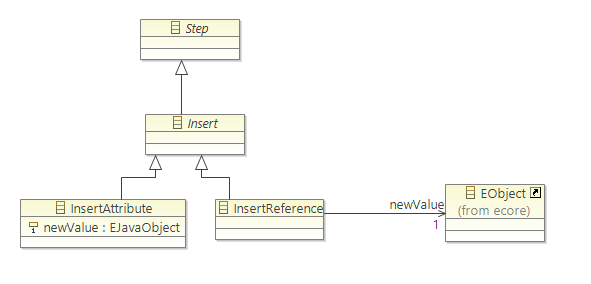 Step
Insert
InsertAttribute
newValue : EJavaObject
InsertReference
newValue
1
EObject
(from ecore)